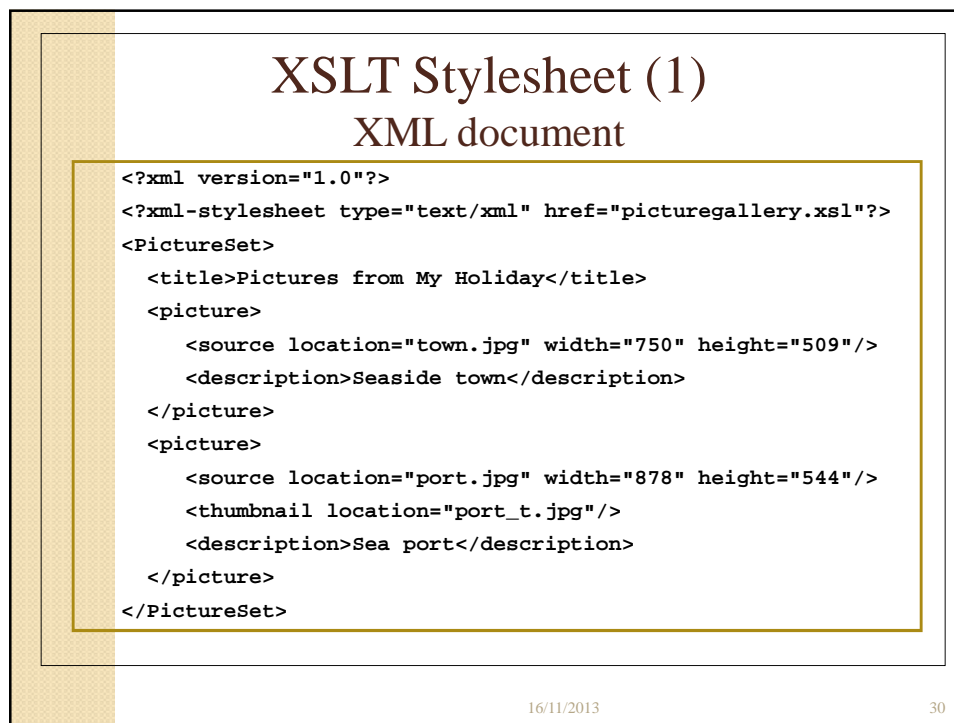 XSLT Stylesheet (1)
XML document
<?xml version="1.0"?>
<?xml-stylesheet type="text/xml" href="picturegallery.xsl"?>
<PictureSet>
  <title>Pictures from My Holiday</title>
  <picture>
    <source location="town.jpg" width="750" height="509"/>
    <description>Seaside town</description>
  </picture>
  <picture>
    <source location="port.jpg" width="878" height="544"/>
    <thumbnail location="port_t.jpg"/>
    <description>Sea port</description>
  </picture>
</PictureSet>
16/11/2013 30